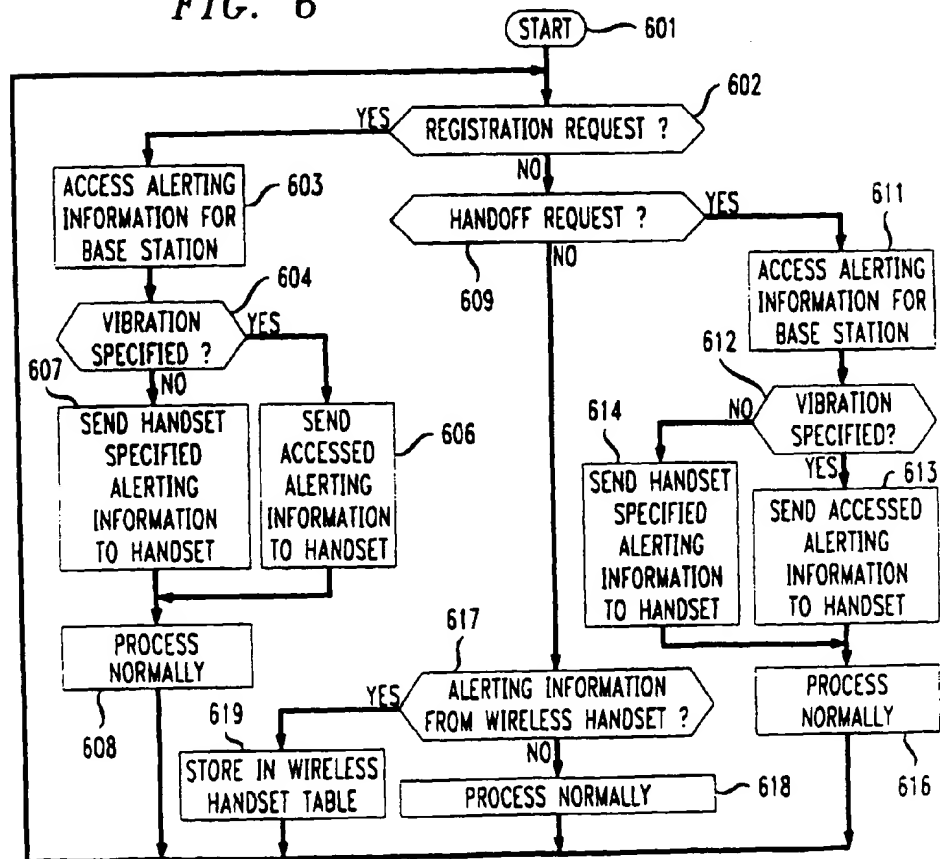 FIG. 6
START
601
602
YES
REGISTRATION REQUEST ?
NO
603
ACCESS ALERTING
INFORMATION FOR
BASE STATION
HANDOFF REQUEST ?
YES
611
NO
609
604
VIBRATION
SPECIFIED ?
YES
NO
607
ACCESS ALERTING
INFORMATION FOR
BASE STATION
612
SEND HANDSET
SPECIFIED
ALERTING
INFORMATION
TO HANDSET
SEND
ACCESSED
ALERTING
INFORMATION
TO HANDSET
606
614
NO
VIBRATION
SPECIFIED?
YES
613
SEND HANDSET
SPECIFIED
ALERTING
INFORMATION
TO HANDSET
SEND ACCESSED
ALERTING
INFORMATION
TO HANDSET
PROCESS
NORMALLY
608
617
YES
ALERTING INFORMATION
FROM WIRELESS HANDSET ?
NO
PROCESS
NORMALLY
616
619
STORE IN WIRELESS
HANDSET TABLE
PROCESS NORMALLY
618